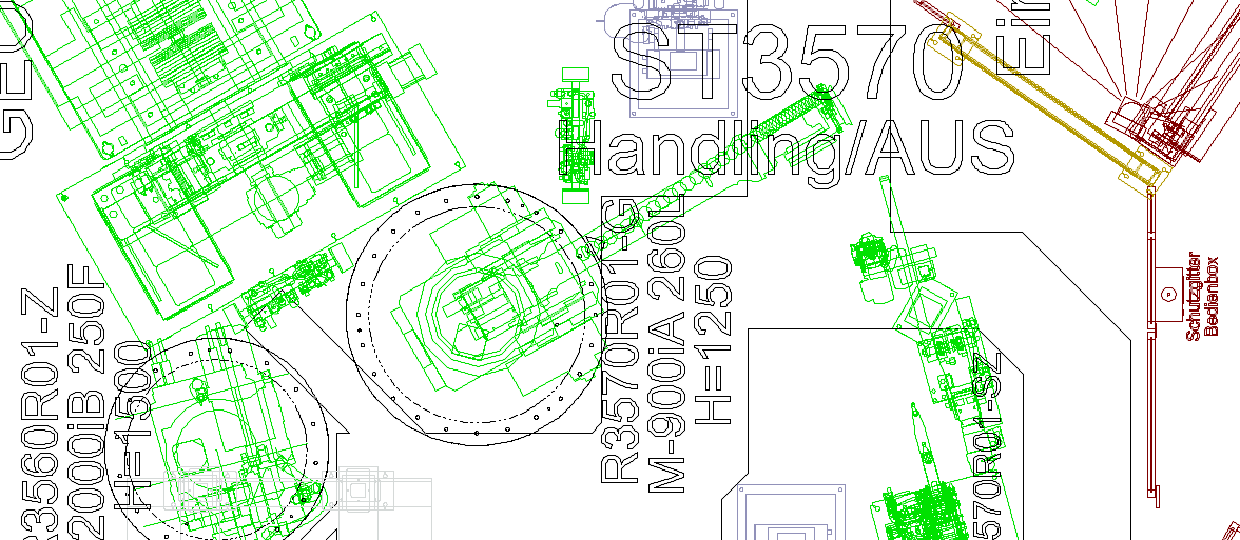 GEO
ST3570
Handling/AUS
Ein
R3560R01-Z
2000iB 250F
H=1500
R3570R01-G
M-900iA 260L
H=1250
570R01-SZ
Schutzgitter
Bedienbox